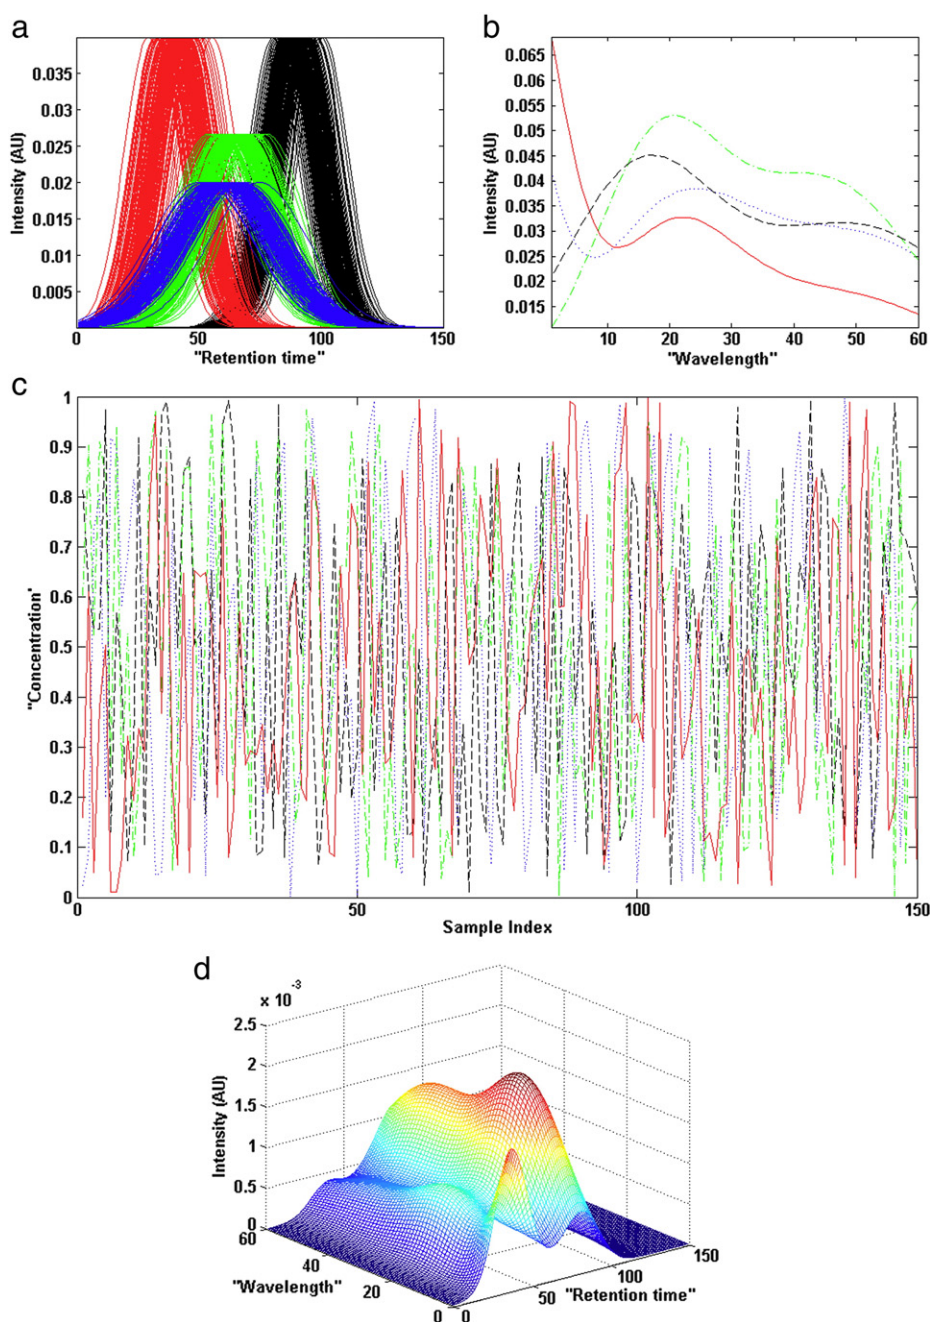 a
Intensity (AU)
0.035
0.03
0.025
0.02
0.015
0.01
0.005
0 50 100 150
"Retention time"
b
Intensity (AU)
0.065
0.06
0.055
0.05
0.045
0.04
0.035
0.03
0.025
0.02
0.015
10 20 30 40 50 60
"Wavelength"
c
"Concentration'
1
0.9
0.8
0.7
0.6
0.5
0.4
0.3
0.2
0.1
0
0 50 100 150
Sample Index
d
x 10⁻³
Intensity (AU)
2.5
2
1.5
1
0.5
0
60
40
20
0
"Wavelength"
0
50
100
150
"Retention time"